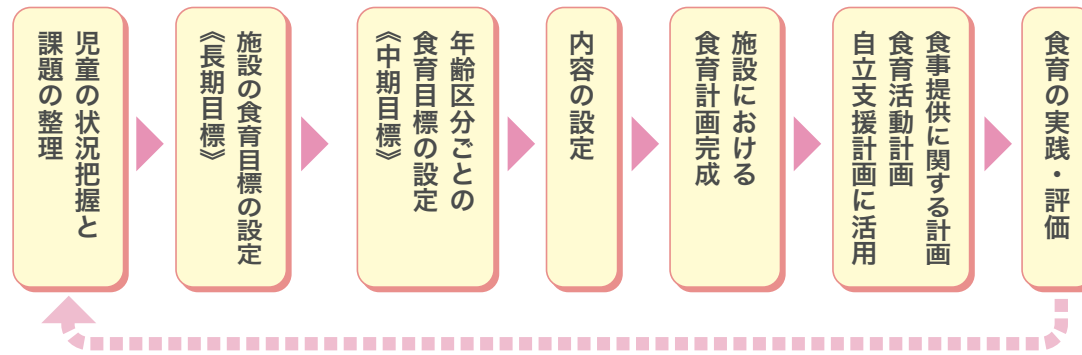 児童の状況把握と
課題の整理
施設の食育目標の設定
《長期目標》
年齢区分ごとの
食育目標の設定
《中期目標》
内容の設定
施設における
食育計画完成
食事提供に関する計画
食育活動計画
自立支援計画に活用
食育の実践・評価